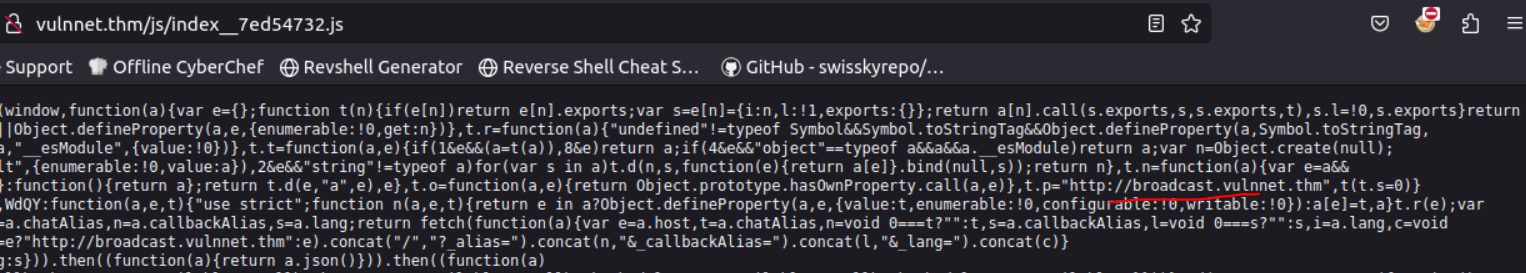 vulnnet.thm/js/index__7ed54732.js
Support Offline CyberChef Revshell Generator Reverse Shell Cheat S... GitHub - swisskyrepo/...
(window,function(a){var e={};function t(n){if(e[n])return e[n].exports;var s=e[n]={i:n,l:!1,exports:{}};return a[n].call(s.exports,s,s.exports,t),s.l=!0,s.exports}return
||Object.defineProperty(a,e,{enumerable:!0,get:n})},t.r=function(a){"undefined"!=typeof Symbol&&Symbol.toStringTag&&Object.defineProperty(a,Symbol.toStringTag,
a,"__esModule",{value:!0})},t.t=function(a,e){if(1&e&&(a=t(a)),8&e)return a;if(4&e&&"object"==typeof a&&a&&a.__esModule)return a;var n=Object.create(null);
lt",{enumerable:!0,value:a}),2&e&&"string"!=typeof a)for(var s in a)t.d(n,s,function(e){return a[e]}.bind(null,s));return n},t.n=function(a){var e=a&&
}:function(){return a};return t.d(e,"a",e),e},t.o=function(a,e){return Object.prototype.hasOwnProperty.call(a,e)},t.p="http://broadcast.vulnnet.thm",t(t.s=0)}
,WdQY:function(a,e,t){"use strict";function n(a,e,t){return e in a?Object.defineProperty(a,e,{value:t,enumerable:!0,configurable:!0,writable:!0}):a[e]=t,a}t.r(e);var
=a.chatAlias,n=a.callbackAlias,s=a.lang;return fetch(function(a){var e=a.host,t=a.chatAlias,n=void 0===t?"":t,s=a.callbackAlias,l=void 0===s?"":s,i=a.lang,c=void
=e?"http://broadcast.vulnnet.thm":e).concat("/","?_alias=").concat(n,"&_callbackAlias=").concat(l,"&_lang=").concat(c)}
g:s})).then((function(a){return a.json()})).then((function(a)